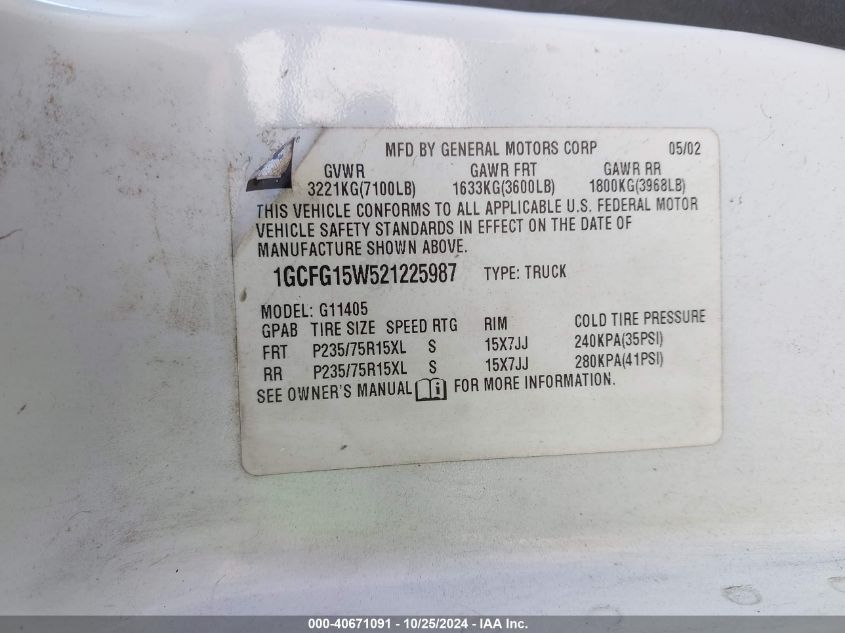 MFD BY GENERAL MOTORS CORP 05/02
GVWR GAWR FRT GAWR RR
3221KG(7100LB) 1633KG(3600LB) 1800KG(3968LB)
THIS VEHICLE CONFORMS TO ALL APPLICABLE U.S. FEDERAL MOTOR
VEHICLE SAFETY STANDARDS IN EFFECT ON THE DATE OF
MANUFACTURE SHOWN ABOVE.
1GCFG15W521225987 TYPE: TRUCK
MODEL: G11405
GPAB TIRE SIZE SPEED RTG RIM COLD TIRE PRESSURE
FRT P235/75R15XL S 15X7JJ 240KPA(35PSI)
RR P235/75R15XL S 15X7JJ 280KPA(41PSI)
SEE OWNER'S MANUAL i FOR MORE INFORMATION.
000-40671091 - 10/25/2024 - IAA Inc.